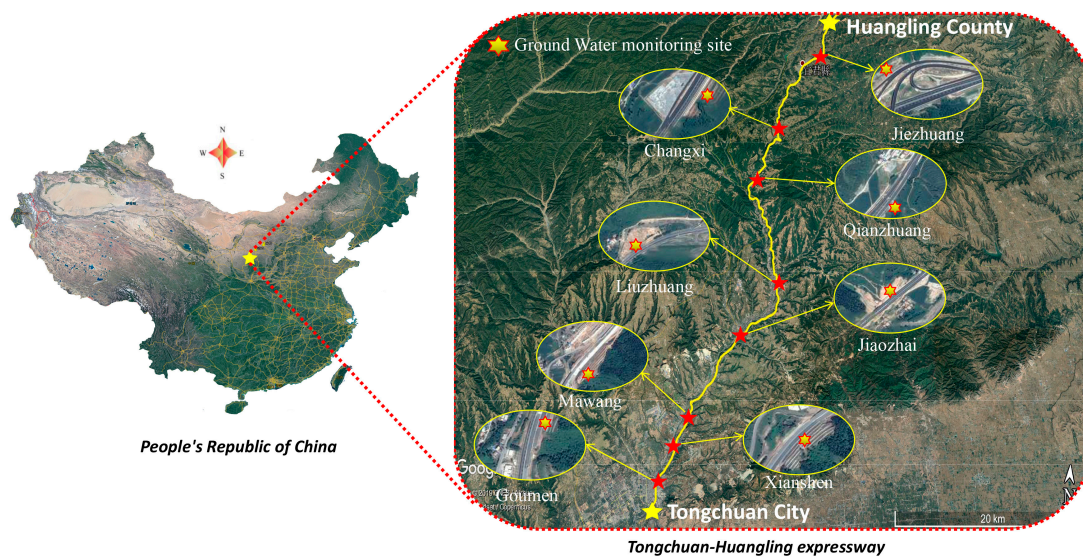 N
W
E
S
People's Republic of China
Ground Water monitoring site
Huangling County
Jiezhuang
Changxi
Qianzhuang
Liuzhuang
Jiaozhai
Mawang
Xianshen
Goumen
Google
Tongchuan City
N
20 km
Tongchuan-Huangling expressway